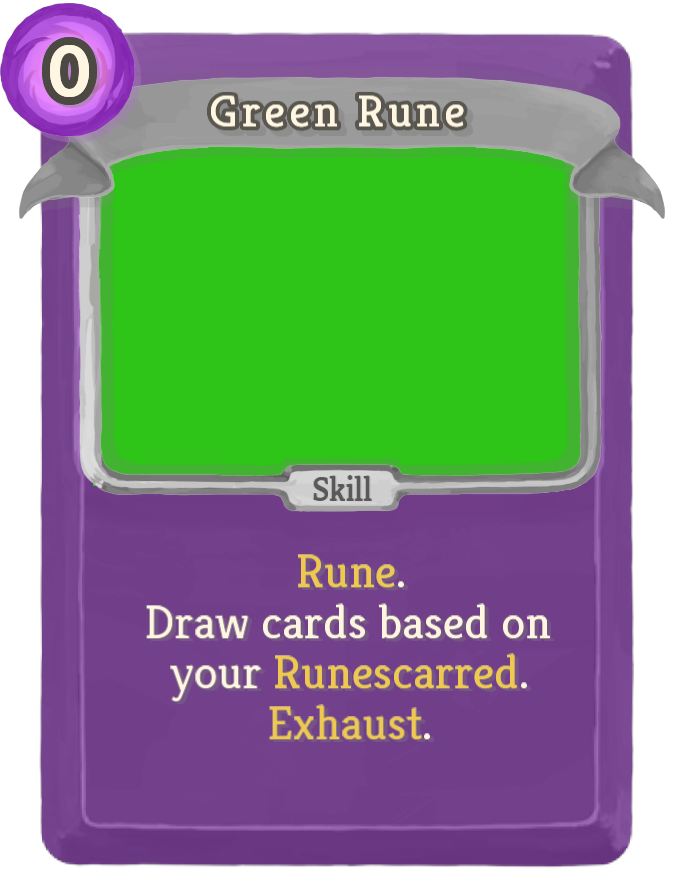 0
Green Rune
Skill
Rune.
Draw cards based on
your Runescarred.
Exhaust.